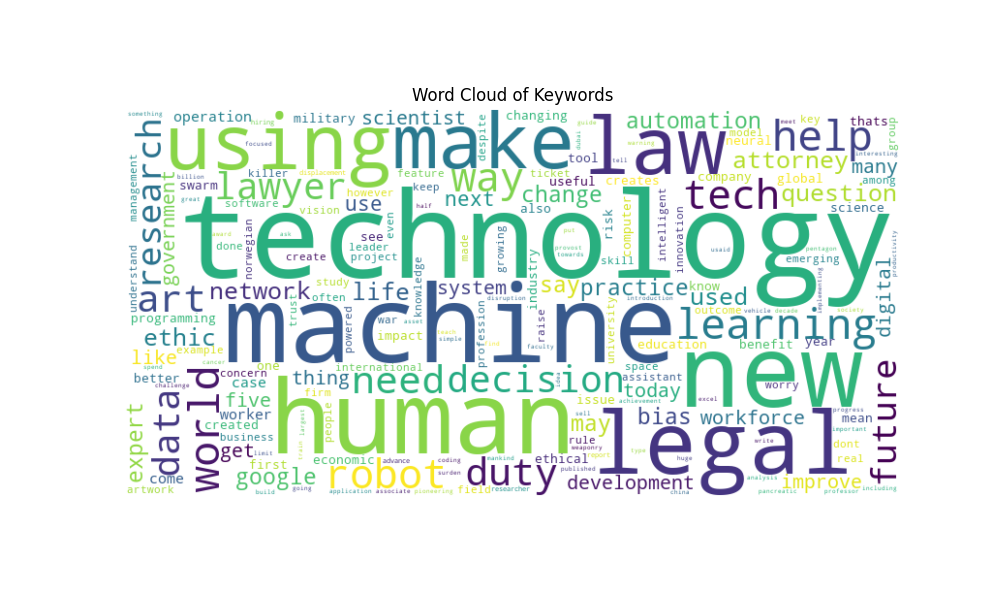 Word Cloud of Keywords
something
operation
hiring
military
scientist
despite
changing
guide
automation
key
thats
meet
group
using
make
law
help
model
neural
attorney
interesting
many
among
research
focused
dubai
tool
tell
earning
management
billion
displacement
feature
way
ticket
useful
creates
company
global
killer
swarm
great
lawyer
however
keep
next
change
use
tech
question
government
software
vision
half
also
even
risk
computer
intelligent
science
technology
award
ask
done
see
leader
create
project
norwegian
made
growing
put
provost
towards
skill
innovation
usaid
pentagon
emerging
productivity
understand
study
knowledge
system
industry
say
practice
know
implementing
digital
art
network
life
often
trust
disruption
introduction
used
outcome
vehicle
decade
society
programming
powered
war
asset
impact
profession
raise
university
machine
learning
ethic
teach
simple
time
faculty
education
benefit
year
like
example
cancer
international
space
new
worry
spend
one
better
concern
thing
need
decision
idea
assistant
challenge
case
firm
today
excel
future
achievement
data
world
five
people
human
issue
may
sell
bias
workforce
progress
mean
expert
worker
created
business
largest
train
rule
weaponry
legal
write
important
dont
get
limit
economic
advance
coding
ethical
report
huge
type
real
come
first
robot
duty
published
google
surden
field
development
analysis
improve
artwork
build
going
application
associate
pioneering
researcher
china
pancreatic
professor
including
mankind